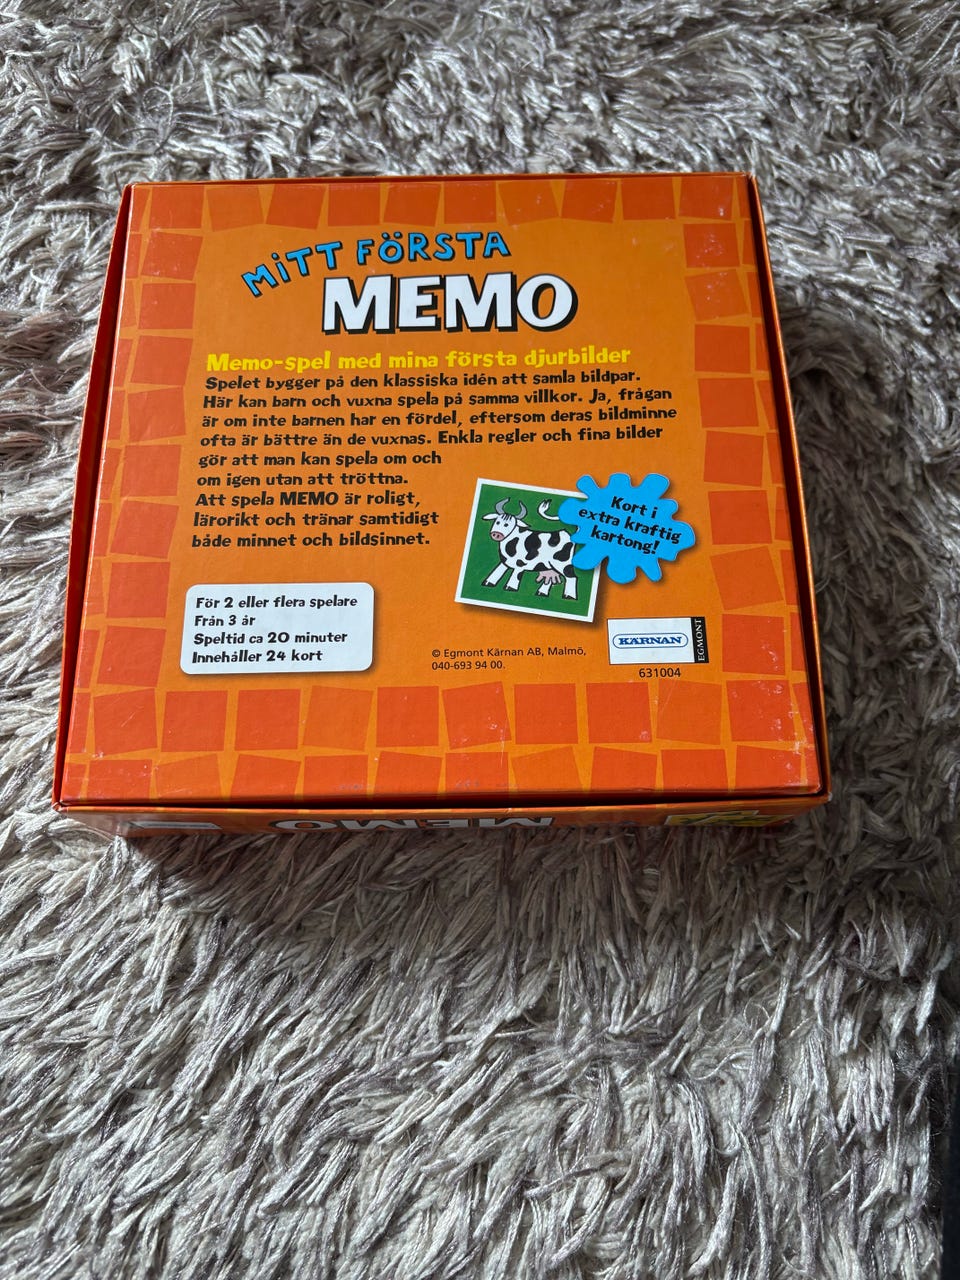 MITT FÖRSTA
MEMO
Memo-spel med mina första djurbilder
Spelet bygger på den klassiska idén att samla bildpar.
Här kan barn och vuxna spela på samma villkor. Ja, frågan
är om inte barnen har en fördel, eftersom deras bildminne
ofta är bättre än de vuxnas. Enkla regler och fina bilder
gör att man kan spela om och
om igen utan att tröttna.
Att spela MEMO är roligt,
lärorikt och tränar samtidigt
både minnet och bildsinnet.
Kort i
extra kraftig
kartong!
För 2 eller flera spelare
Från 3 år
Speltid ca 20 minuter
Innehåller 24 kort
© Egmont Kärnan AB, Malmö,
040-693 94 00.
KÄRNAN
EGMONT
631004
MEMO